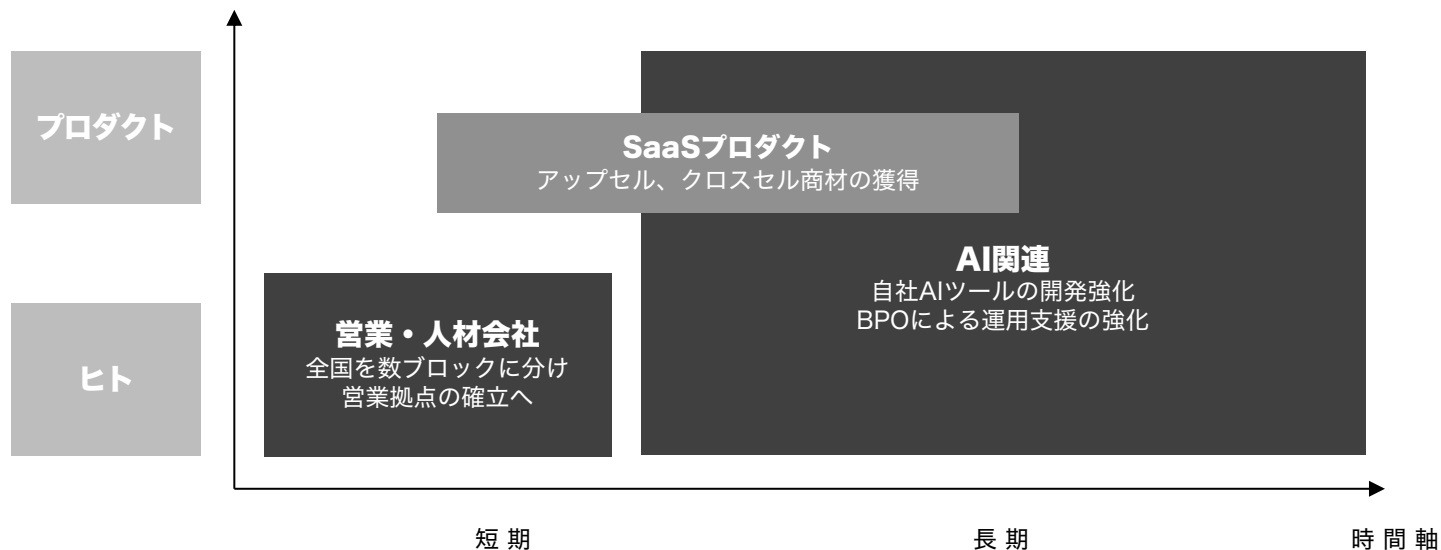 プロダクト
SaaSプロダクト
アップセル、クロスセル商材の獲得
AI関連
自社AIツールの開発強化
BPOによる運用支援の強化
ヒト
営業・人材会社
全国を数ブロックに分け
営業拠点の確立へ
短期
長期
時間軸